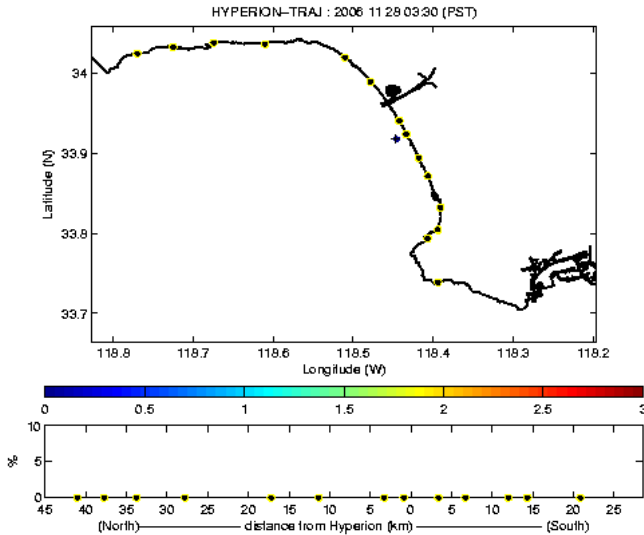 HYPERION-TRAJ : 2006 11 28 03:30 (PST)
34
33.9
33.8
33.7
Latitude (N)
118.8 118.7 118.6 118.5 118.4 118.3 118.2
Longitude (W)
0 0.5 1 1.5 2 2.5 3
10
5
0
%
45 40 35 30 25 20 15 10 5 0 5 10 15 20 25
(North) distance from Hyperion (km) (South)